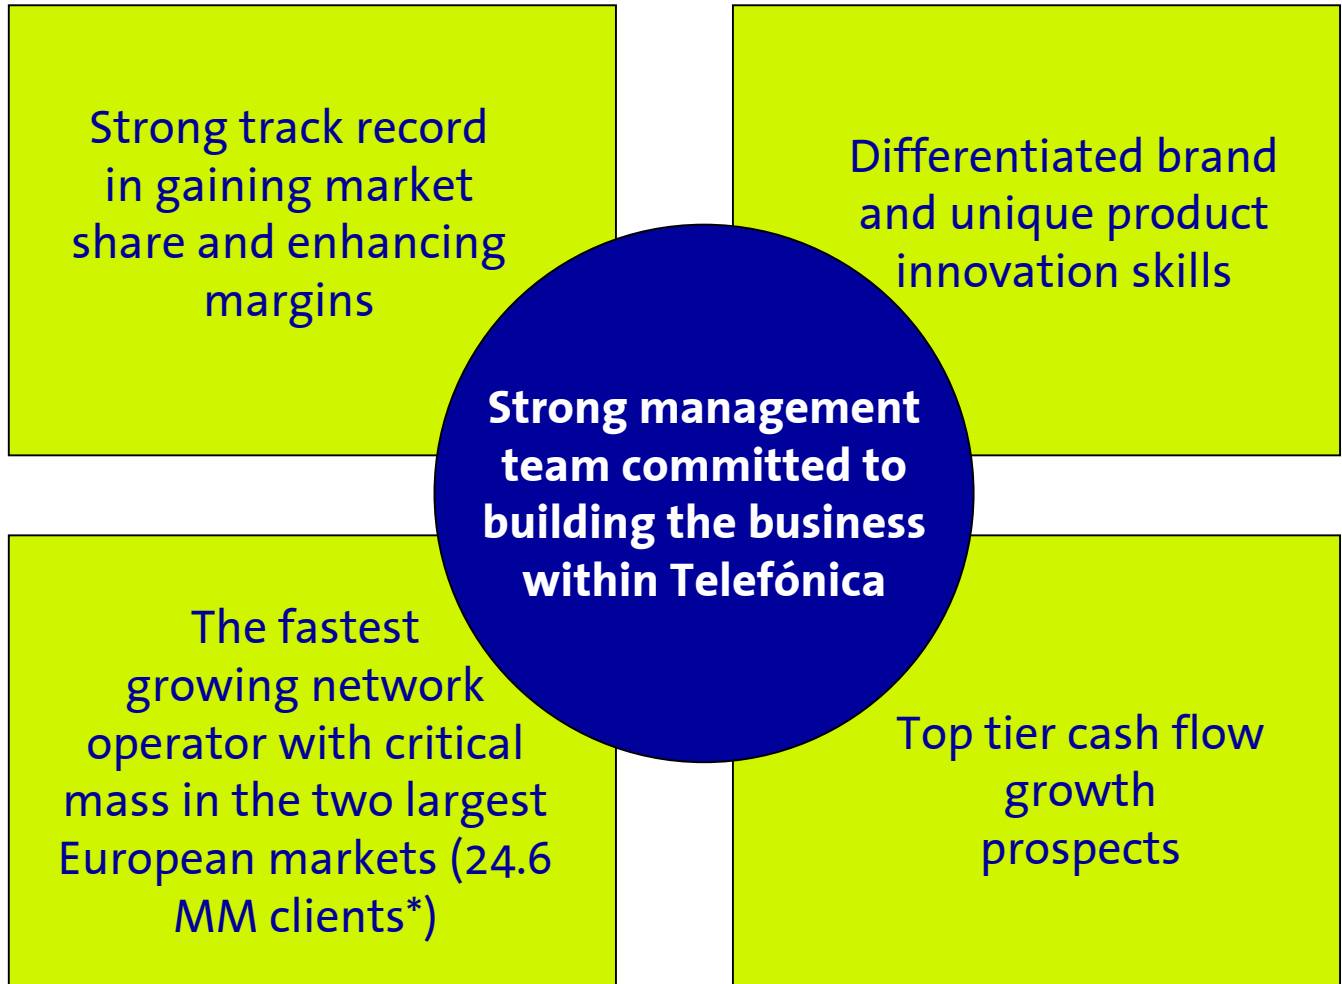 Strong track record
in gaining market
share and enhancing
margins
Differentiated brand
and unique product
innovation skills
Strong management
team committed to
building the business
within Telefónica
The fastest
growing network
operator with critical
mass in the two largest
European markets (24.6
MM clients*)
Top tier cash flow
growth
prospects